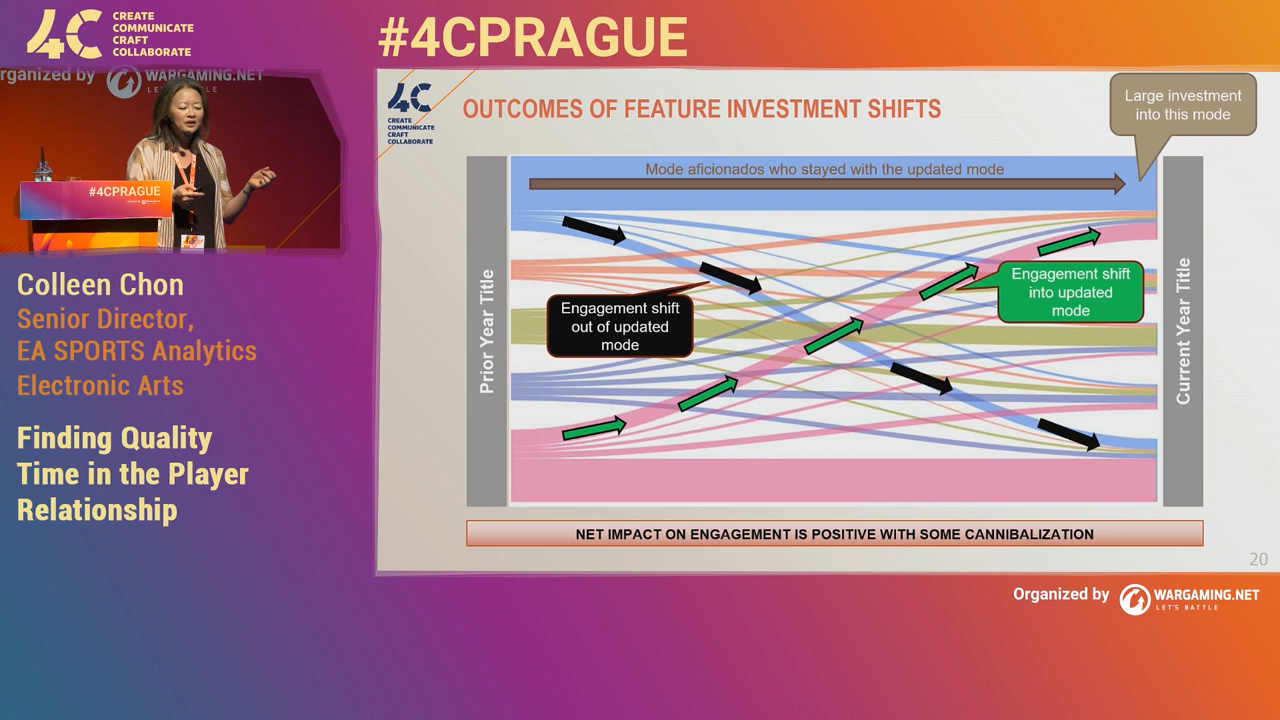 4C CREATE
COMMUNICATE
CRAFT
COLLABORATE
#4CPRAGUE
rganized by WARGAMING.NET
LET'S BATTLE
#4CPRAGUE
Colleen Chon
Senior Director,
EA SPORTS Analytics
Electronic Arts
Finding Quality
Time in the Player
Relationship
4C
CREATE
COMMUNICATE
CRAFT
COLLABORATE
OUTCOMES OF FEATURE INVESTMENT SHIFTS
Large investment
into this mode
Mode aficionados who stayed with the updated mode
Prior Year Title
Engagement shift
out of updated
mode
Engagement shift
into updated
mode
Current Year Title
NET IMPACT ON ENGAGEMENT IS POSITIVE WITH SOME CANNIBALIZATION
20
Organized by WARGAMING.NET
LET'S BATTLE